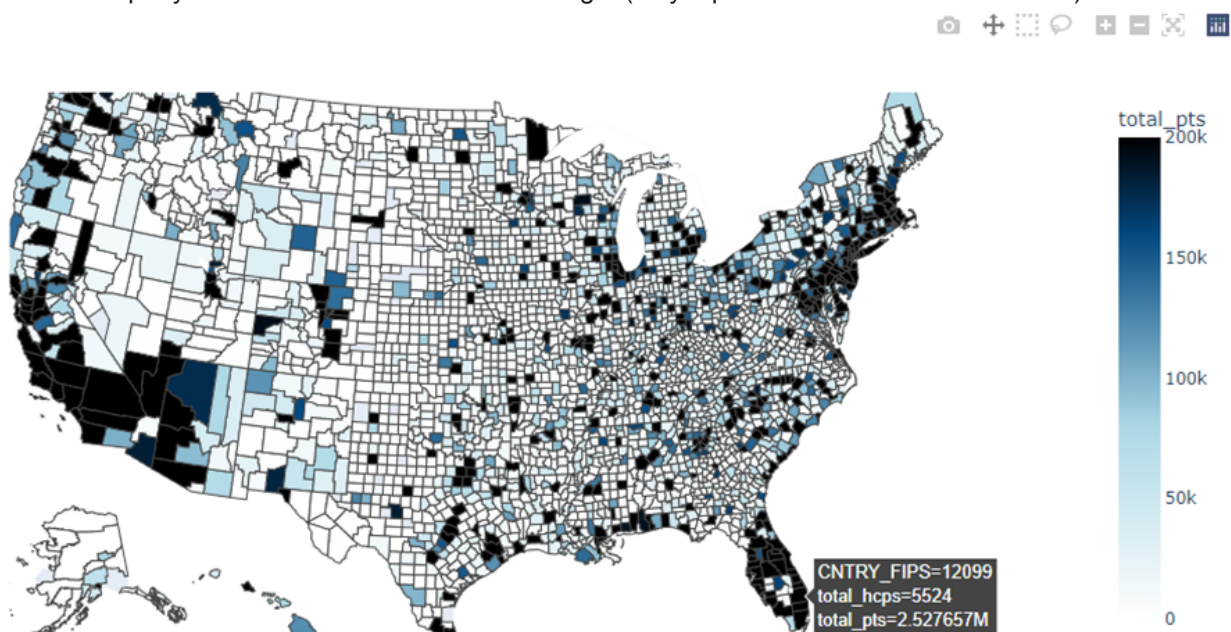 total_pts
200k
150k
100k
50k
0
CNTRY_FIPS=12099
total_hcps=5524
total_pts=2.527657M